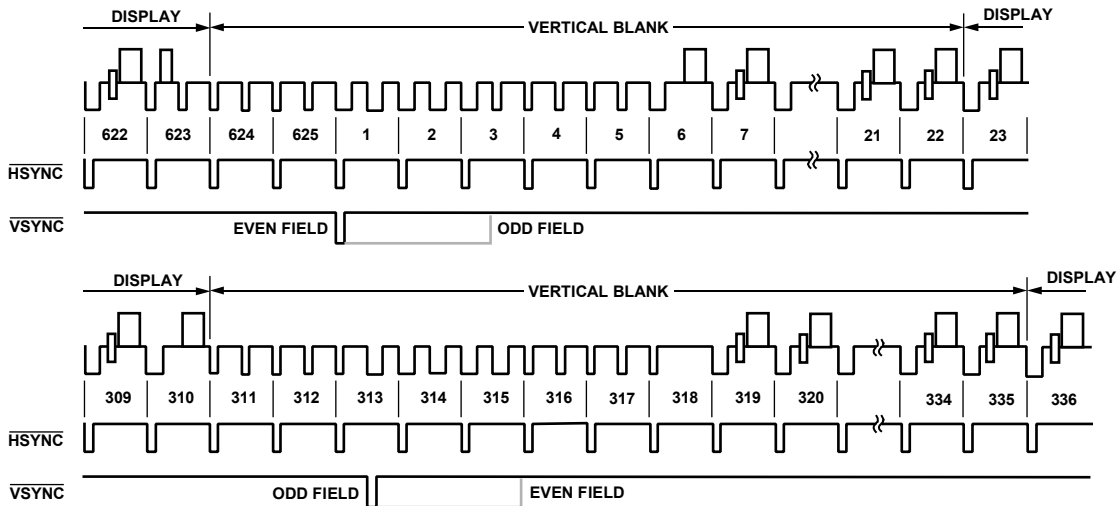 DISPLAY VERTICAL BLANK DISPLAY
622 623 624 625 1 2 3 4 5 6 7 21 22 23
HSYNC
VSYNC EVEN FIELD ODD FIELD
DISPLAY VERTICAL BLANK DISPLAY
309 310 311 312 313 314 315 316 317 318 319 320 334 335 336
HSYNC
VSYNC ODD FIELD EVEN FIELD